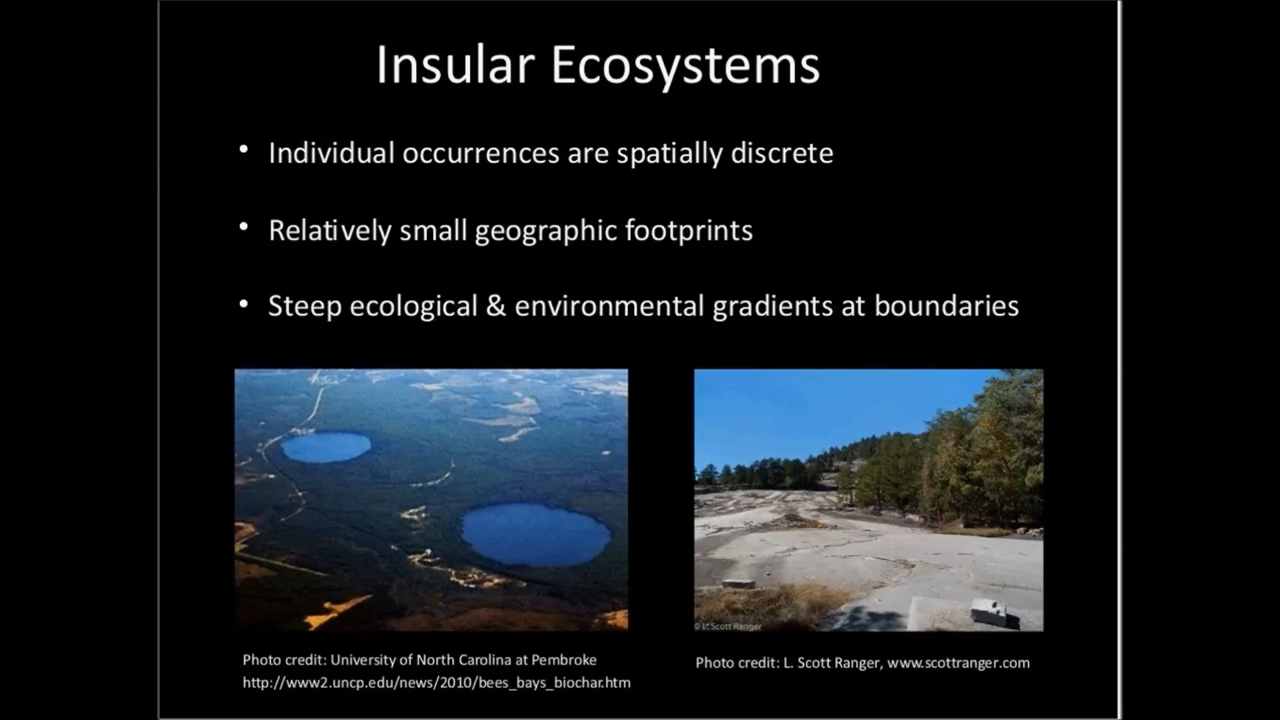 Insular Ecosystems
• Individual occurrences are spatially discrete
• Relatively small geographic footprints
• Steep ecological & environmental gradients at boundaries
© L. Scott Ranger
Photo credit: University of North Carolina at Pembroke
http://www2.uncp.edu/news/2010/bees_bays_biochar.htm
Photo credit: L. Scott Ranger, www.scottranger.com